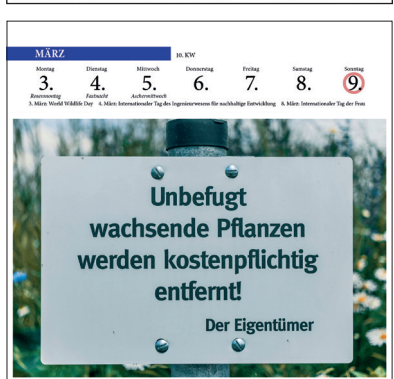 MÄRZ
10. KW
Montag Dienstag Mittwoch Donnerstag Freitag Samstag Sonntag
3. 4. 5. 6. 7. 8. 9.
Rosenmontag Fastnacht Aschermittwoch
3. März: World Wildlife Day 4. März: Internationaler Tag des Ingenieurwesens für nachhaltige Entwicklung 8. März: Internationaler Tag der Frau
Unbefugt
wachsende Pflanzen
werden kostenpflichtig
entfernt!
Der Eigentümer